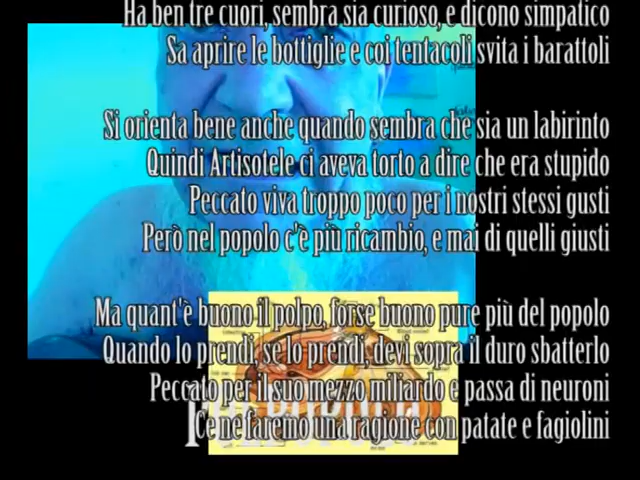 Ha ben tre cuori, sembra sia curioso, e dicono simpatico
Sa aprire le bottiglie e coi tentacoli svita i barattoli
Si orienta bene anche quando sembra che sia un labirinto
Quindi Artisotele ci aveva torto a dire che era stupido
Peccato viva troppo poco per i nostri stessi gusti
Però nel popolo c'è più ricambio, e mai di quelli giusti
Ma quant'è buono il polpo, forse buono pure più del popolo
Quando lo prendi, se lo prendi, devi sopra il duro sbatterlo
Peccato per il suo mezzo miliardo e passa di neuroni
Ce ne faremo una ragione con patate e fagiolini